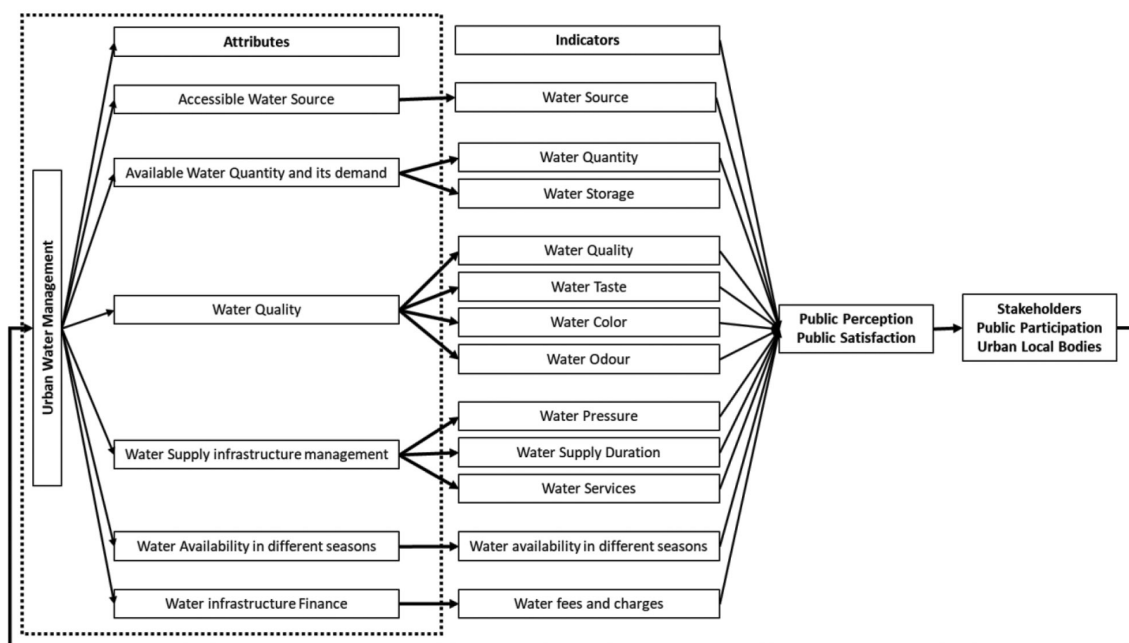 Attributes
Indicators
Accessible Water Source
Water Source
Available Water Quantity and its demand
Water Quantity
Water Storage
Urban Water Management
Water Quality
Water Quality
Water Taste
Water Color
Water Odour
Public Perception
Public Satisfaction
Stakeholders
Public Participation
Urban Local Bodies
Water Supply infrastructure management
Water Pressure
Water Supply Duration
Water Services
Water Availability in different seasons
Water availability in different seasons
Water infrastructure Finance
Water fees and charges